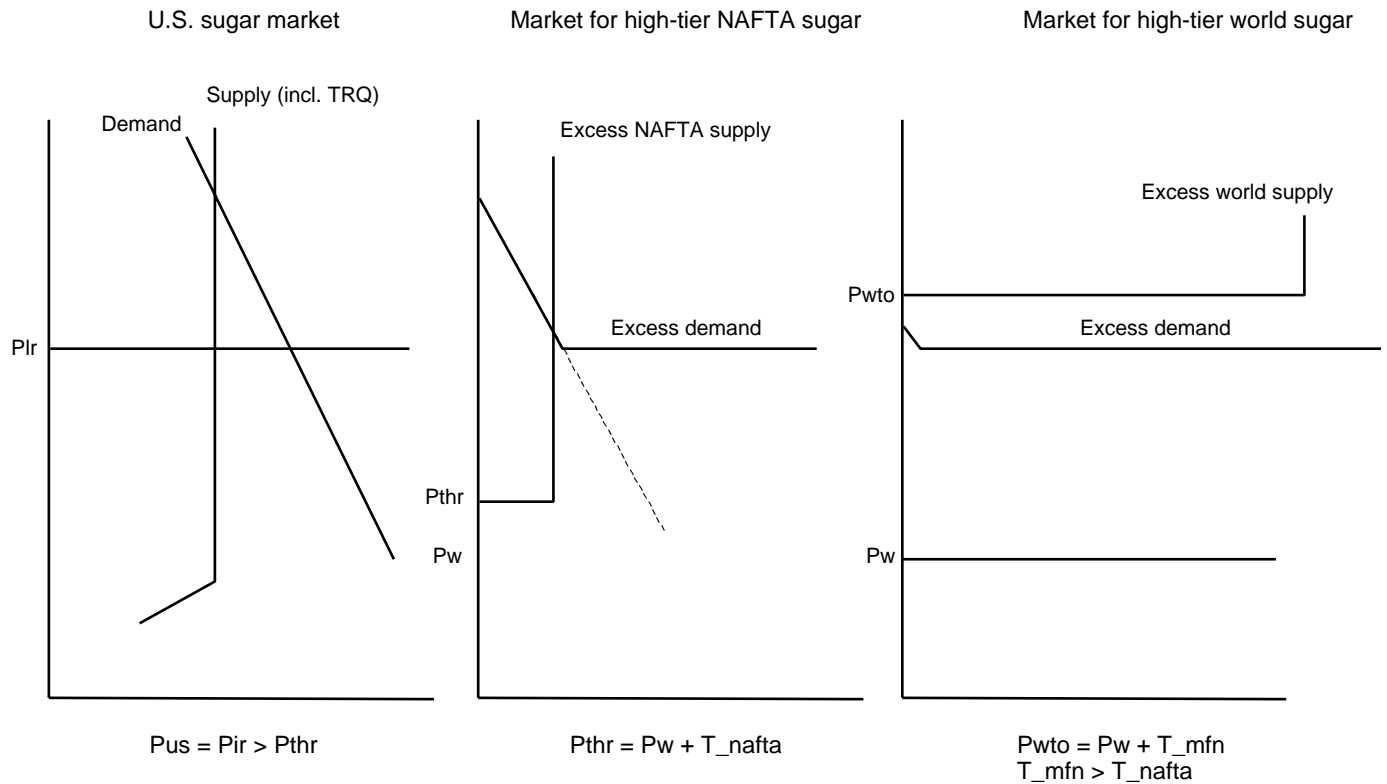 U.S. sugar market
Market for high-tier NAFTA sugar
Market for high-tier world sugar
Supply (incl. TRQ)
Demand
Excess NAFTA supply
Excess world supply
Pwto
Excess demand
Excess demand
Plr
Pthr
Pw
Pw
Pus = Pir > Pthr
Pthr = Pw + T_nafta
Pwto = Pw + T_mfn
T_mfn > T_nafta